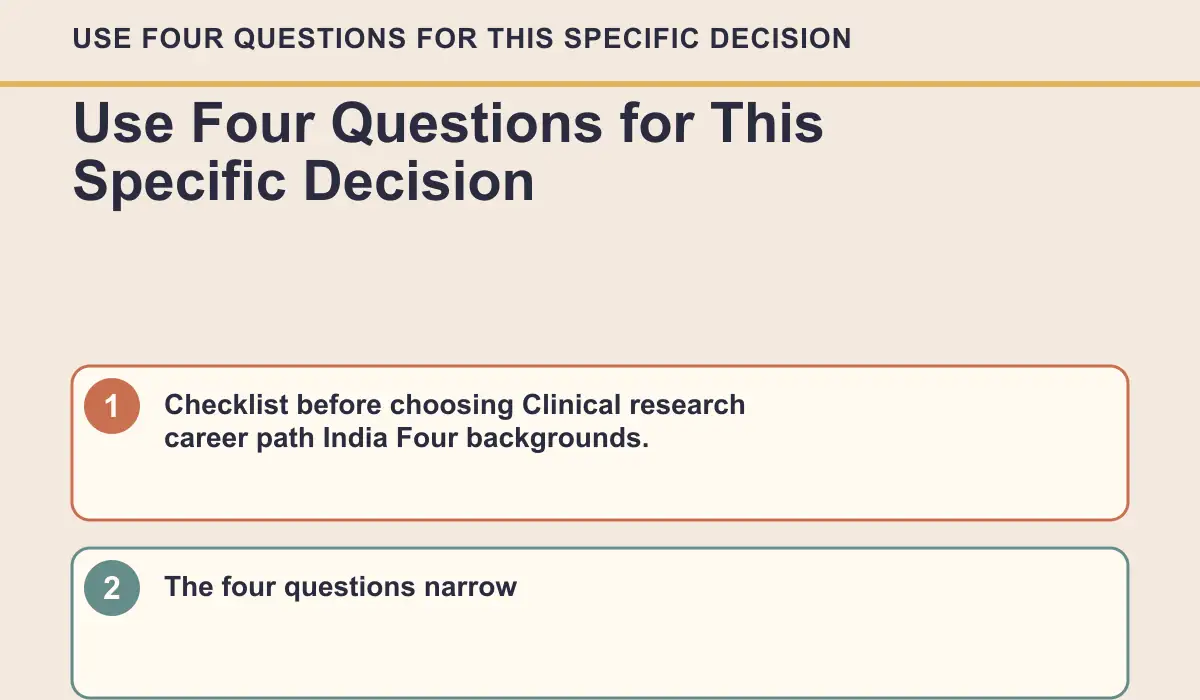 USE FOUR QUESTIONS FOR THIS SPECIFIC DECISION
Use Four Questions for This
Specific Decision
1
Checklist before choosing Clinical research
career path India Four backgrounds.
2
The four questions narrow